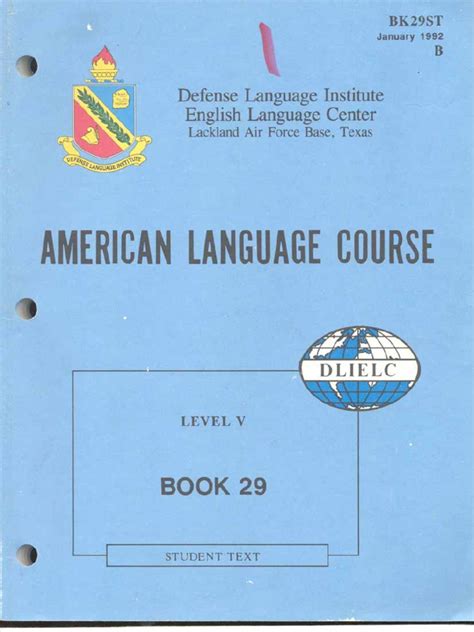 BK29ST
January 1992
B
Defense Language Institute
English Language Center
Lackland Air Force Base, Texas
DEFENSE LANGUAGE INSTITUTE
AMERICAN LANGUAGE COURSE
DLIELC
LEVEL V
BOOK 29
STUDENT TEXT